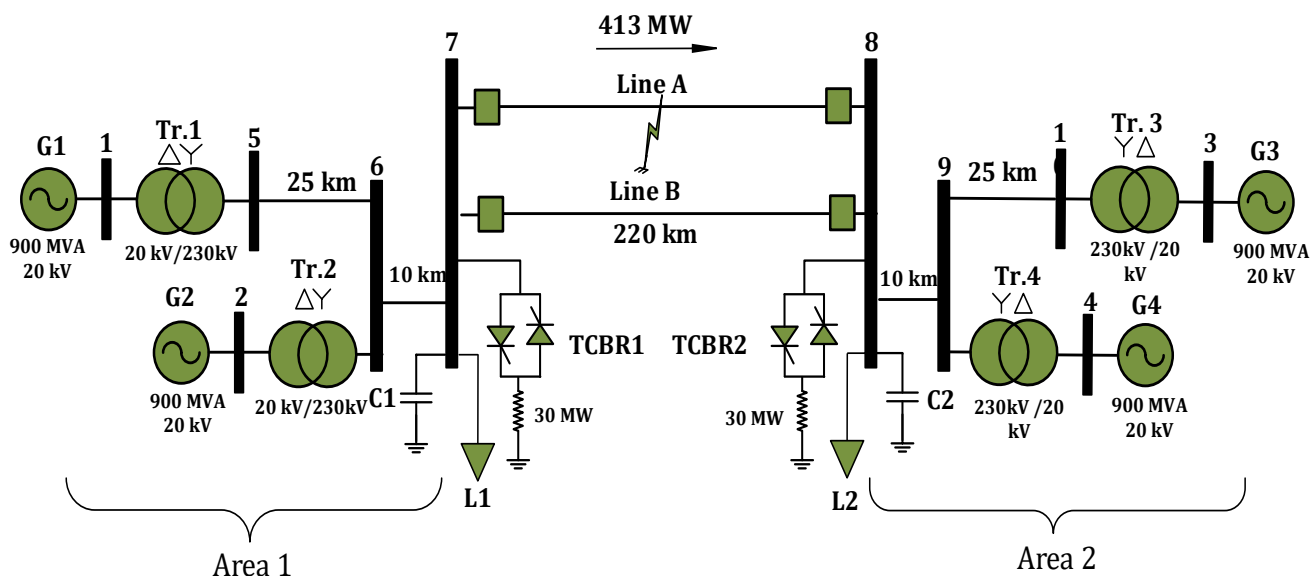 413 MW
7
8
Line A
Tr.1
Tr. 3
G1
1
5
6
9
1
3
G3
25 km
25 km
Line B
900 MVA
20 kV
20 kV/230kV
220 km
230kV /20
kV
900 MVA
20 kV
Tr.2
10 km
10 km
Tr.4
G2
2
4
G4
TCBR1
TCBR2
900 MVA
20 kV
20 kV/230kV
C1
30 MW
30 MW
C2
230kV /20
kV
900 MVA
20 kV
L1
L2
Area 1
Area 2